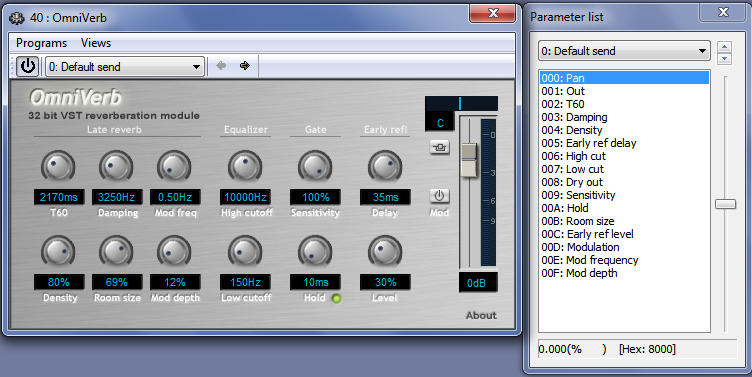 40 : OmniVerb
Programs Views
0: Default send
OmniVerb
32 bit VST reverberation module
Late reverb Equalizer Gate Early refl
C
2170ms 3250Hz 0.50Hz 10000Hz 100% 35ms
T60 Damping Mod freq High cutoff Sensitivity Delay
Mod
-0
-3
-6
-9
80% 69% 12% 150Hz 10ms 30%
Density Room size Mod depth Low cutoff Hold Level
0dB
About
Parameter list
0: Default send
000: Pan
001: Out
002: T60
003: Damping
004: Density
005: Early ref delay
006: High cut
007: Low cut
008: Dry out
009: Sensitivity
00A: Hold
00B: Room size
00C: Early ref level
00D: Modulation
00E: Mod frequency
00F: Mod depth
0.000(% ) [Hex: 8000]